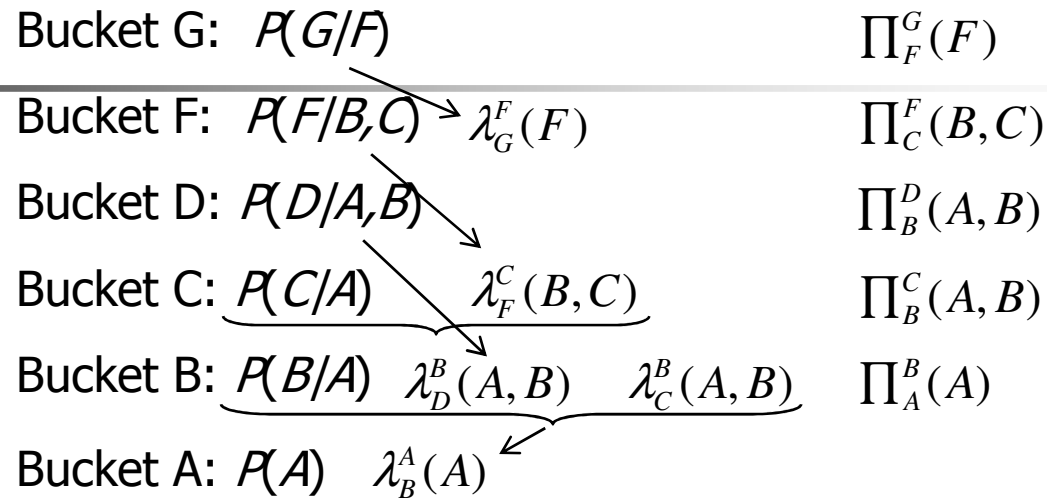 Bucket G: P(G/F) ∏_F^G(F)
Bucket F: P(F/B,C) λ_G^F(F) ∏_C^F(B,C)
Bucket D: P(D/A,B) ∏_B^D(A,B)
Bucket C: P(C/A) λ_F^C(B,C) ∏_B^C(A,B)
Bucket B: P(B/A) λ_D^B(A,B) λ_C^B(A,B) ∏_A^B(A)
Bucket A: P(A) λ_B^A(A)